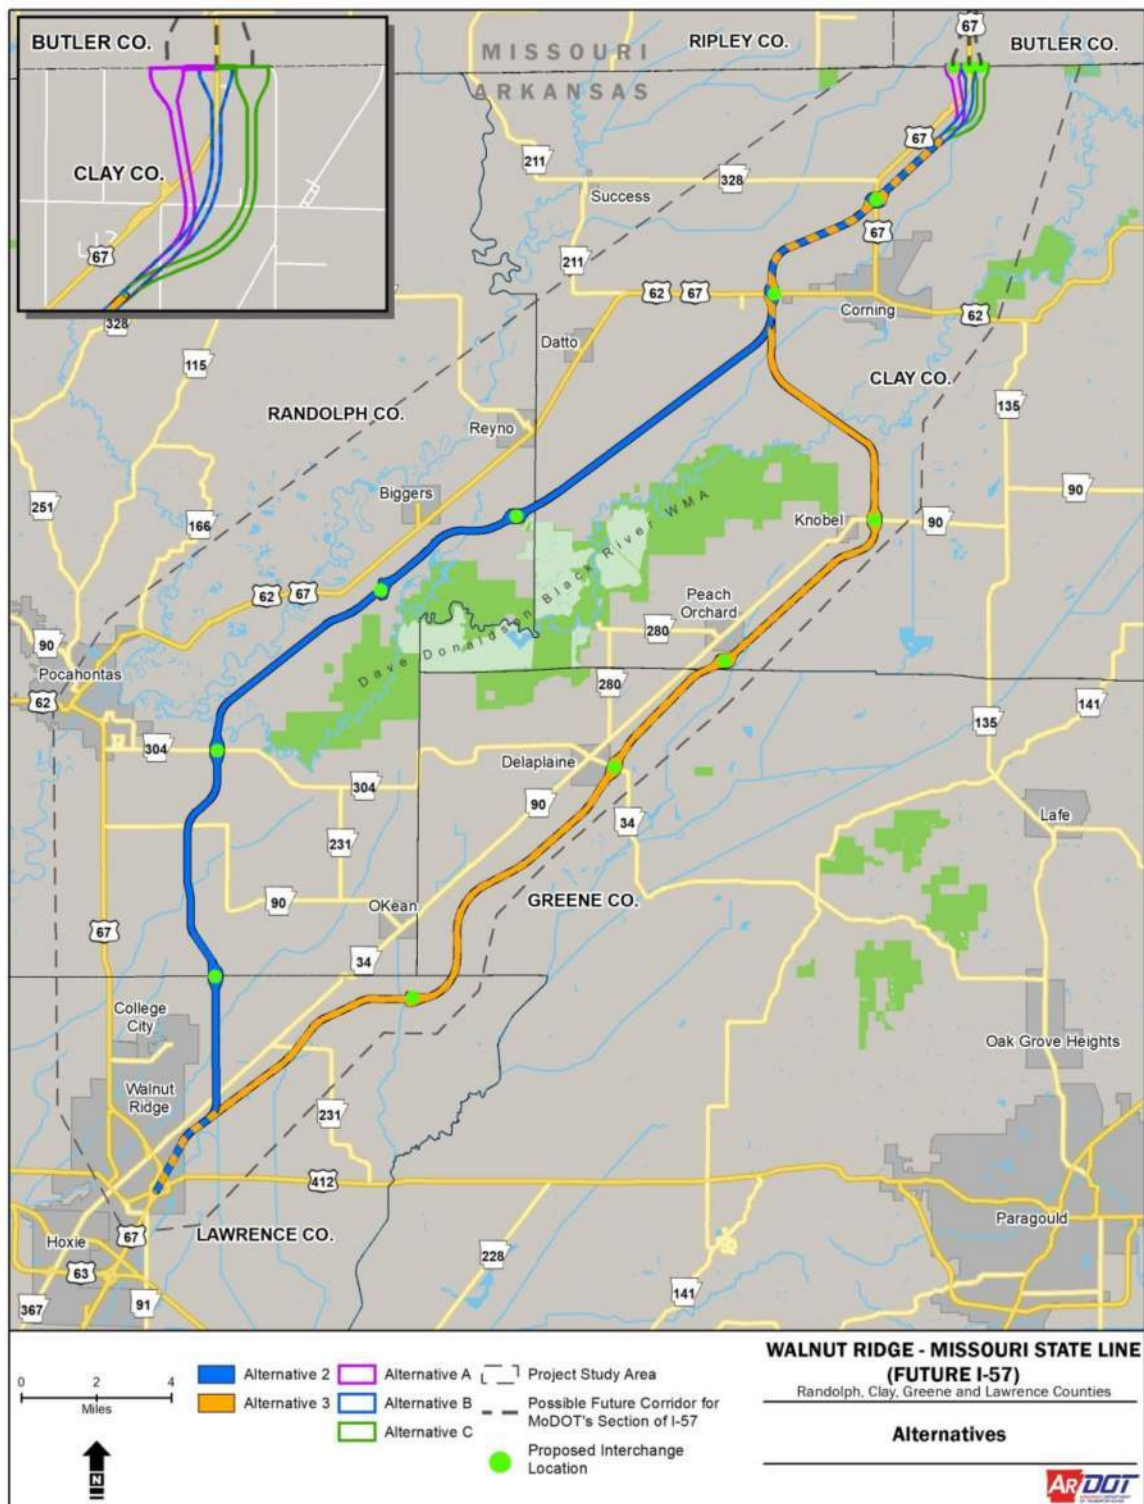 BUTLER CO.
CLAY CO.
67
MISSOURI
ARKANSAS
RIPLEY CO.
67
BUTLER CO.
67
211
328
Success
67
211
62
67
Corning
62
328
Datto
115
CLAY CO.
135
RANDOLPH CO.
Reyno
Biggers
251
166
90
Knobel
90
Dave Donaldson Black River WMA
62
67
Peach
Orchard
90
280
Pocahontas
62
280
141
135
304
Delaplaine
304
90
34
Lafe
231
90
OKean
GREENE CO.
67
34
College
City
Oak Grove Heights
Walnut
Ridge
231
412
Paragould
67
LAWRENCE CO.
Hoxie
228
63
141
367
91
0
2
4
Miles
N
Alternative 2
Alternative 3
Alternative A
Alternative B
Alternative C
Project Study Area
Possible Future Corridor for
MoDOT's Section of I-57
Proposed Interchange
Location
WALNUT RIDGE - MISSOURI STATE LINE
(FUTURE I-57)
Randolph, Clay, Greene and Lawrence Counties
Alternatives
ARDOT